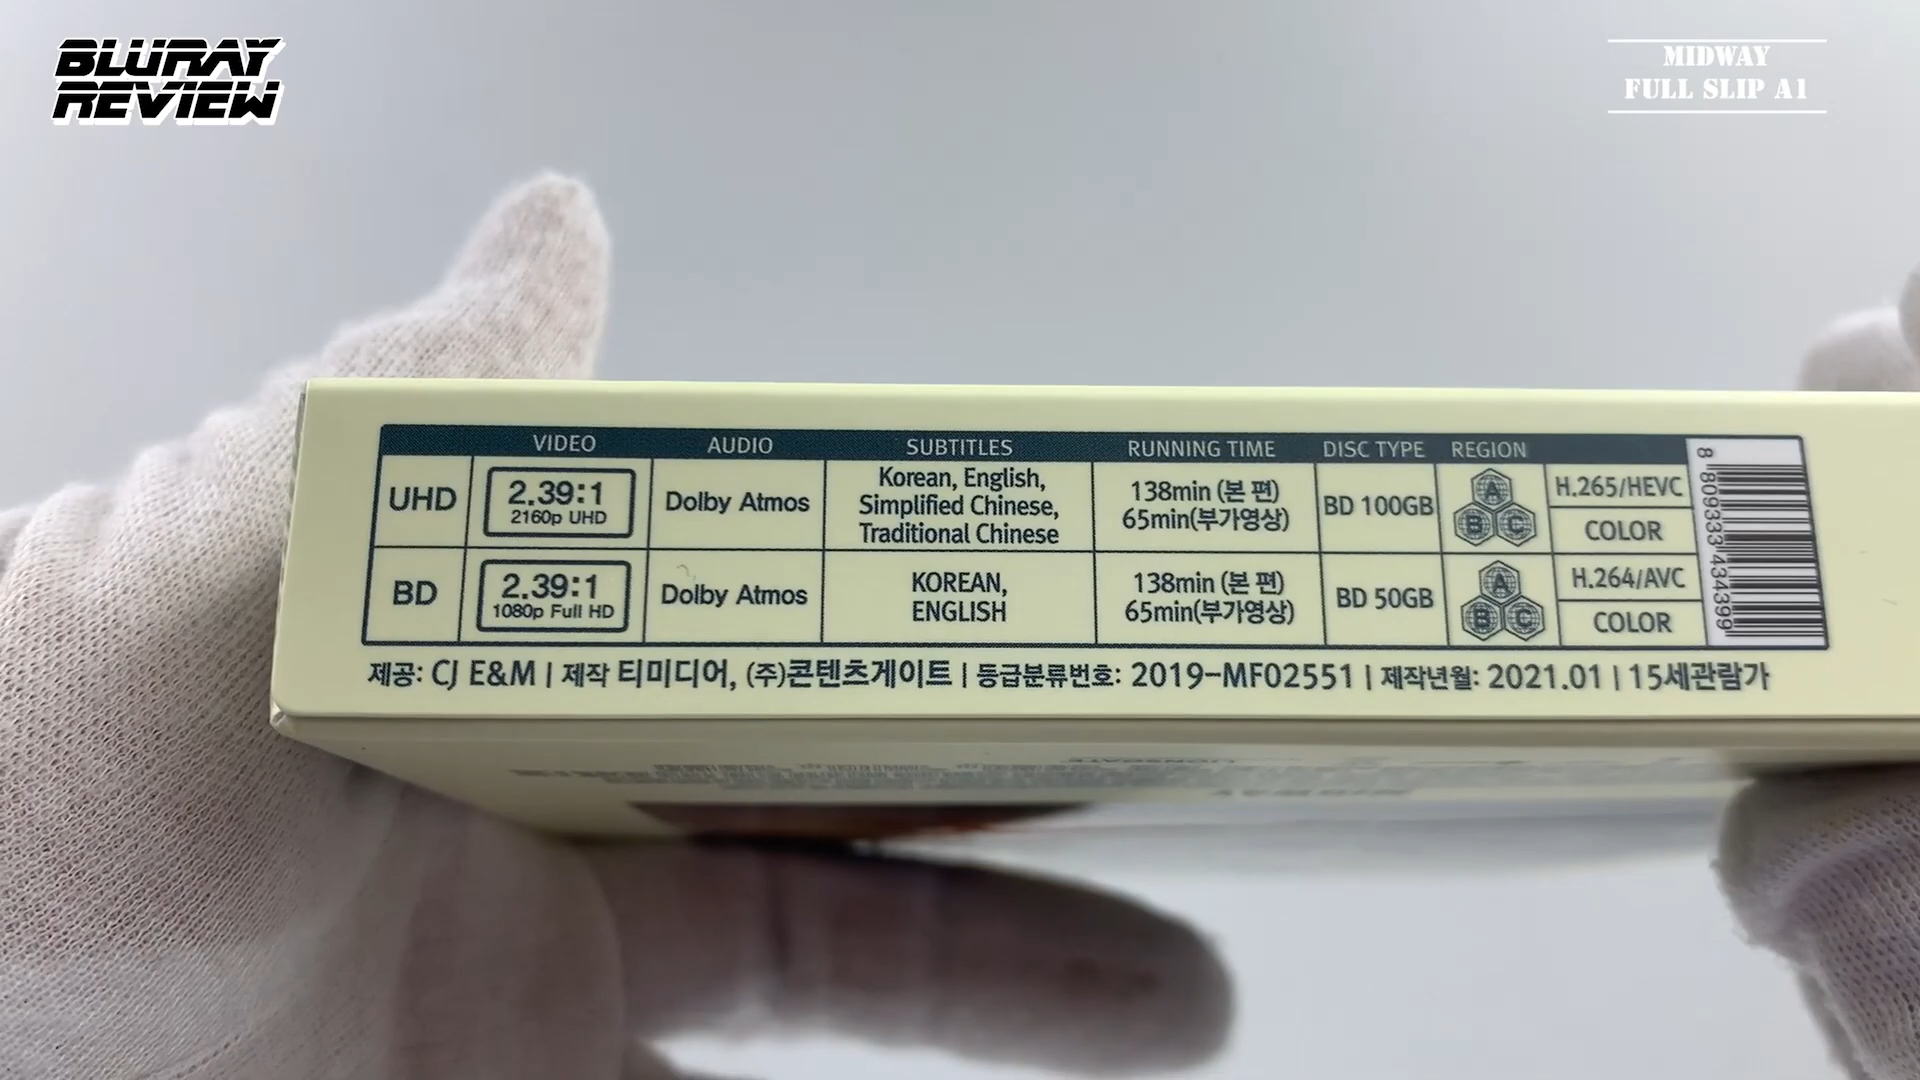 BLURAY
REVIEW
MIDWAY
FULL SLIP A1
VIDEO AUDIO SUBTITLES RUNNING TIME DISC TYPE REGION
UHD
2.39:1
2160p UHD
Dolby Atmos
Korean, English,
Simplified Chinese,
Traditional Chinese
138min (본 편)
65min(부가영상)
BD 100GB
A
B C
H.265/HEVC
COLOR
BD
2.39:1
1080p Full HD
Dolby Atmos
KOREAN,
ENGLISH
138min (본 편)
65min(부가영상)
BD 50GB
A
B C
H.264/AVC
COLOR
8 809333 434399
제공: CJ E&M | 제작 티미디어, (주)콘텐츠게이트 | 등급분류번호: 2019-MF02551 | 제작년월: 2021.01 | 15세관람가
LIONSGATE
MIDWAY